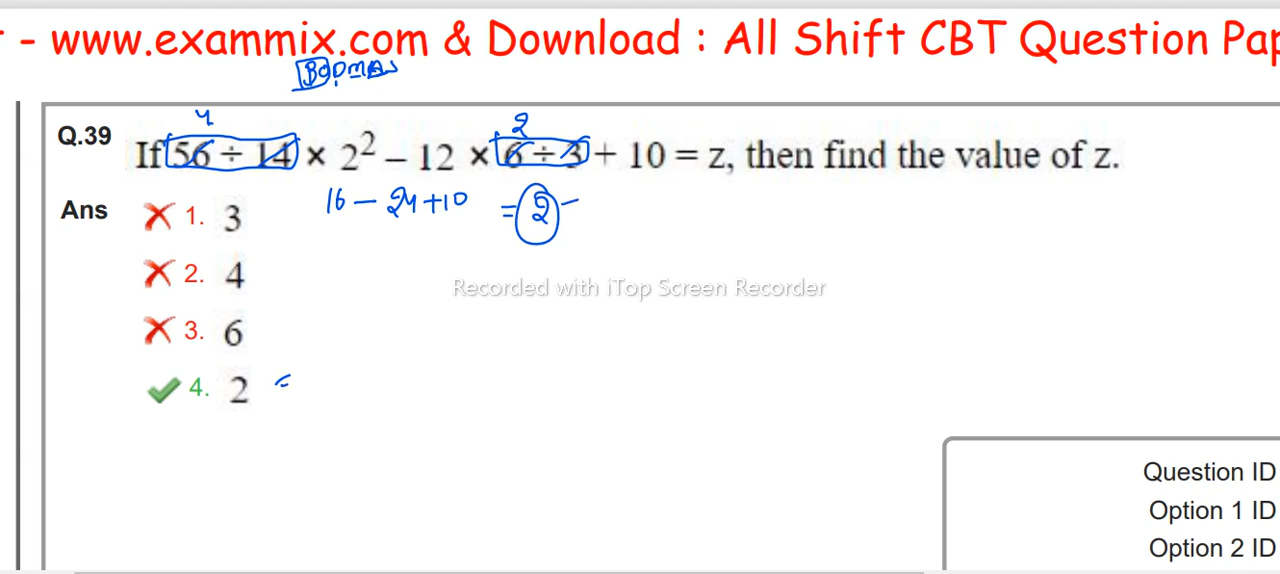 - www.exammix.com & Download : All Shift CBT Question Pap
BODMAS
4 2
Q.39 If 56 ÷ 14 × 2² – 12 × 6 ÷ 3 + 10 = z, then find the value of z.
16 – 24 + 10 = 2
Ans 1. 3
2. 4
Recorded with iTop Screen Recorder
3. 6
4. 2
Question ID
Option 1 ID
Option 2 ID